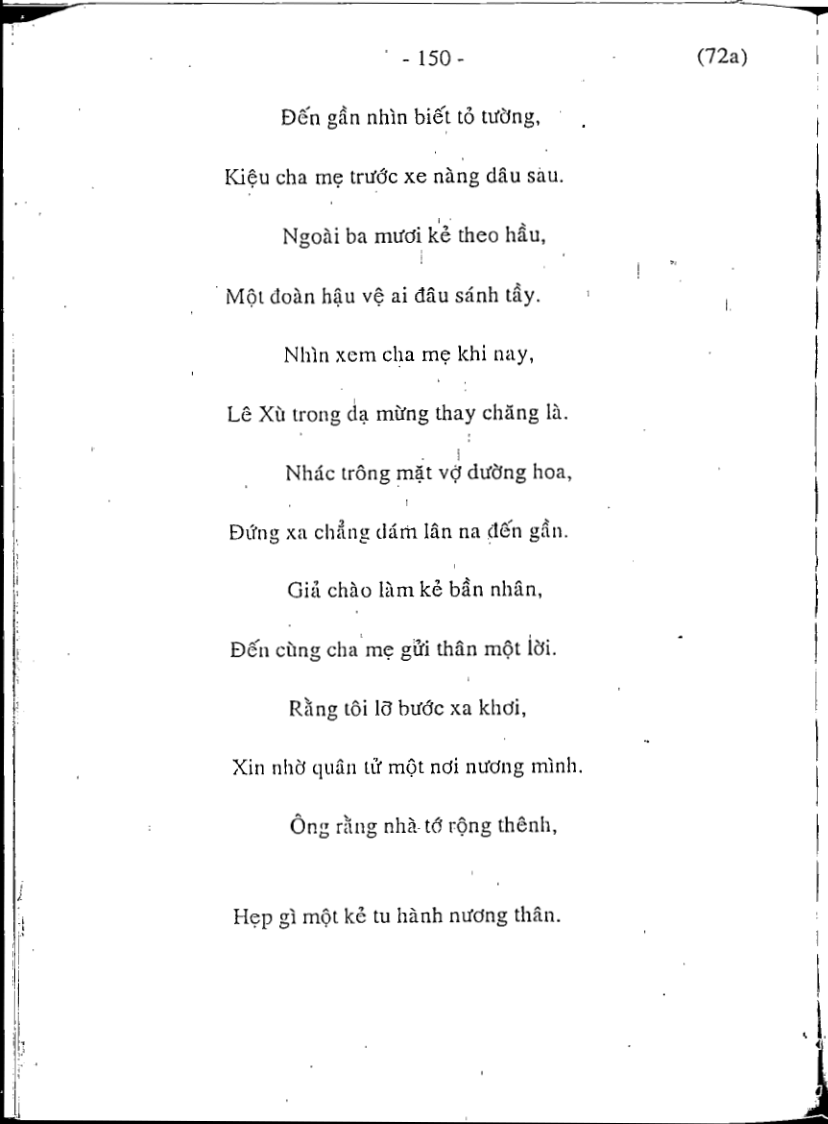 - 150 - (72a)
Đến gần nhìn biết tỏ tường,
Kiệu cha mẹ trước xe nàng dâu sau.
Ngoài ba mươi kẻ theo hầu,
Một đoàn hậu vệ ai đâu sánh tầy.
Nhìn xem cha mẹ khi nay,
Lê Xù trong dạ mừng thay chăng là.
Nhác trông mặt vợ dường hoa,
Đứng xa chẳng dám lân na đến gần.
Giả chào làm kẻ bần nhân,
Đến cùng cha mẹ gửi thân một lời.
Rằng tôi lỡ bước xa khơi,
Xin nhờ quân tử một nơi nương mình.
Ông rằng nhà tớ rộng thênh,
Hẹp gì một kẻ tu hành nương thân.